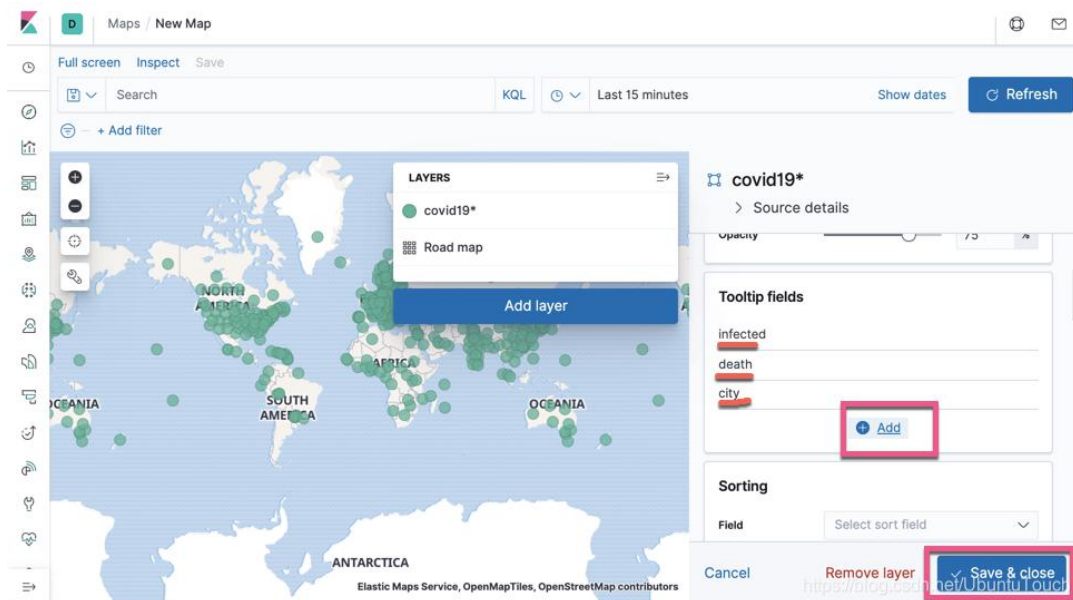 D Maps / New Map
Full screen Inspect Save
Search KQL Last 15 minutes Show dates Refresh
+ Add filter
LAYERS
covid19*
Road map
Add layer
NORTH
AMERICA
AFRICA
SOUTH
AMERICA
OCEANIA
OCEANIA
ANTARCTICA
Elastic Maps Service, OpenMapTiles, OpenStreetMap contributors
covid19*
Source details
Opacity 75 %
Tooltip fields
infected
death
city
Add
Sorting
Field Select sort field
Cancel Remove layer Save & close
https://blog.csdn.net/UbuntuTouch